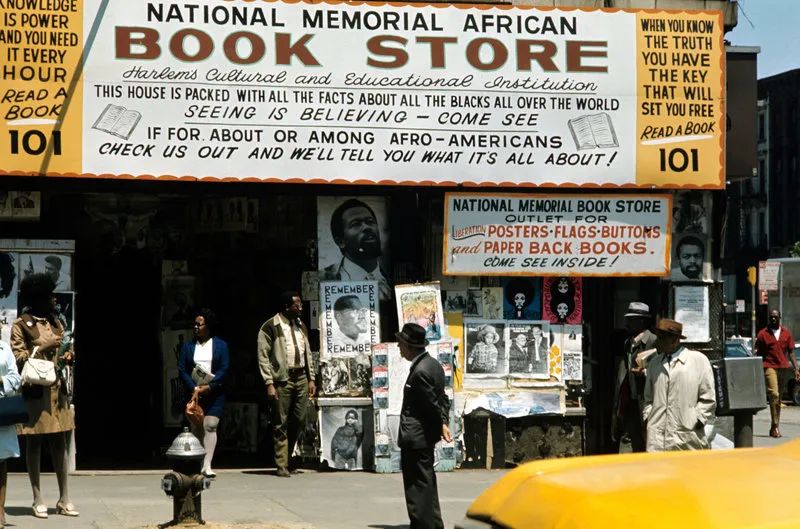 KNOWLEDGE
IS POWER
AND YOU NEED
IT EVERY
HOUR
READ A
BOOK
101
NATIONAL MEMORIAL AFRICAN
BOOK STORE
Harlem's Cultural and Educational Institution
THIS HOUSE IS PACKED WITH ALL THE FACTS ABOUT ALL THE BLACKS ALL OVER THE WORLD
SEEING IS BELIEVING - COME SEE
IF FOR. ABOUT OR AMONG AFRO-AMERICANS
CHECK US OUT AND WE'LL TELL YOU WHAT IT'S ALL ABOUT!
WHEN YOU KNOW
THE TRUTH
YOU HAVE
THE KEY
THAT WILL
SET YOU FREE
READ A BOOK
101
NATIONAL MEMORIAL BOOK STORE
OUTLET FOR
LIBERATION POSTERS·FLAGS·BUTTONS
and PAPER BACK BOOKS.
COME SEE INSIDE!
REMEMBER
REMEMBER
REMEMBER
REMEMBER